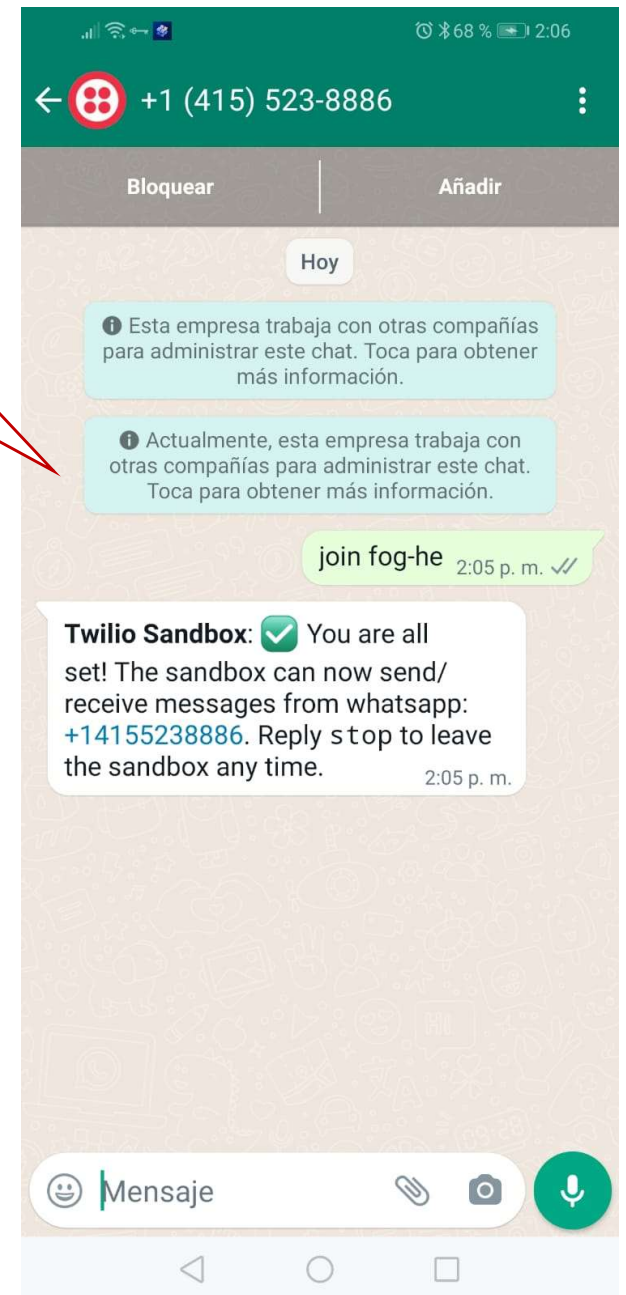 68 % 2:06
+1 (415) 523-8886
Bloquear Añadir
Hoy
Esta empresa trabaja con otras compañías
para administrar este chat. Toca para obtener
más información.
Actualmente, esta empresa trabaja con
otras compañías para administrar este chat.
Toca para obtener más información.
join fog-he 2:05 p. m.
Twilio Sandbox: ✅ You are all
set! The sandbox can now send/
receive messages from whatsapp:
+14155238886. Reply stop to leave
the sandbox any time. 2:05 p. m.
Mensaje